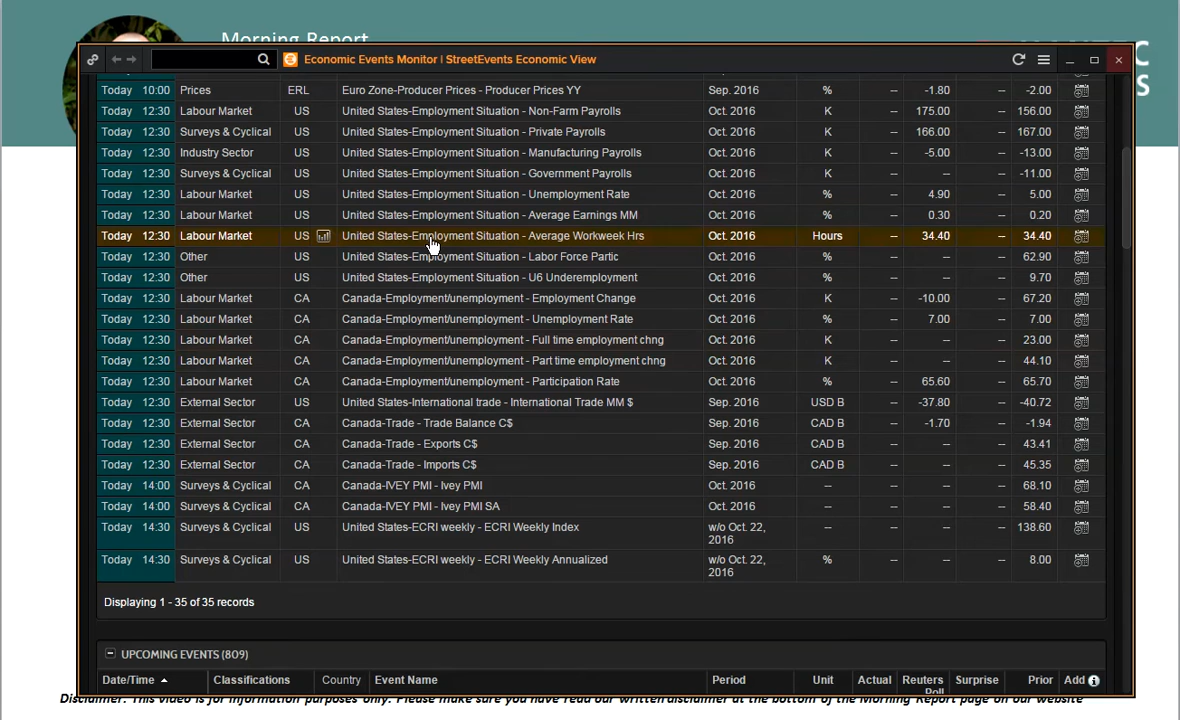 Morning Report
Economic Events Monitor | StreetEvents Economic View
Today 10:00 Prices ERL Euro Zone-Producer Prices - Producer Prices YY Sep. 2016 % -- -1.80 -- -2.00
Today 12:30 Labour Market US United States-Employment Situation - Non-Farm Payrolls Oct. 2016 K -- 175.00 -- 156.00
Today 12:30 Surveys & Cyclical US United States-Employment Situation - Private Payrolls Oct. 2016 K -- 166.00 -- 167.00
Today 12:30 Industry Sector US United States-Employment Situation - Manufacturing Payrolls Oct. 2016 K -- -5.00 -- -13.00
Today 12:30 Surveys & Cyclical US United States-Employment Situation - Government Payrolls Oct. 2016 K -- -- -- -11.00
Today 12:30 Labour Market US United States-Employment Situation - Unemployment Rate Oct. 2016 % -- 4.90 -- 5.00
Today 12:30 Labour Market US United States-Employment Situation - Average Earnings MM Oct. 2016 % -- 0.30 -- 0.20
Today 12:30 Labour Market US United States-Employment Situation - Average Workweek Hrs Oct. 2016 Hours -- 34.40 -- 34.40
Today 12:30 Other US United States-Employment Situation - Labor Force Partic Oct. 2016 % -- -- -- 62.90
Today 12:30 Other US United States-Employment Situation - U6 Underemployment Oct. 2016 % -- -- -- 9.70
Today 12:30 Labour Market CA Canada-Employment/unemployment - Employment Change Oct. 2016 K -- -10.00 -- 67.20
Today 12:30 Labour Market CA Canada-Employment/unemployment - Unemployment Rate Oct. 2016 % -- 7.00 -- 7.00
Today 12:30 Labour Market CA Canada-Employment/unemployment - Full time employment chng Oct. 2016 K -- -- -- 23.00
Today 12:30 Labour Market CA Canada-Employment/unemployment - Part time employment chng Oct. 2016 K -- -- -- 44.10
Today 12:30 Labour Market CA Canada-Employment/unemployment - Participation Rate Oct. 2016 % -- 65.60 -- 65.70
Today 12:30 External Sector CA United States-International trade - International Trade MM $ Sep. 2016 USD B -- -37.80 -- -40.72
Today 12:30 External Sector CA Canada-Trade - Trade Balance C$ Sep. 2016 CAD B -- -1.70 -- -1.94
Today 12:30 External Sector CA Canada-Trade - Exports C$ Sep. 2016 CAD B -- -- -- 43.41
Today 12:30 External Sector CA Canada-Trade - Imports C$ Sep. 2016 CAD B -- -- -- 45.35
Today 14:00 Surveys & Cyclical CA Canada-IVEY PMI - Ivey PMI Oct. 2016 -- -- -- -- 68.10
Today 14:00 Surveys & Cyclical CA Canada-IVEY PMI - Ivey PMI SA Oct. 2016 -- -- -- -- 58.40
Today 14:30 Surveys & Cyclical US United States-ECRI weekly - ECRI Weekly Index w/o Oct. 22, -- -- -- -- 138.60
2016
Today 14:30 Surveys & Cyclical US United States-ECRI weekly - ECRI Weekly Annualized w/o Oct. 22, % -- -- -- 8.00
2016
Displaying 1 - 35 of 35 records
UPCOMING EVENTS (809)
Date/Time Classifications Country Event Name Period Unit Actual Reuters Surprise Prior Add
Poll
Disclaimer: This video is for information purposes only. Please make sure you have read our written disclaimer at the bottom of the Morning Report page on our website